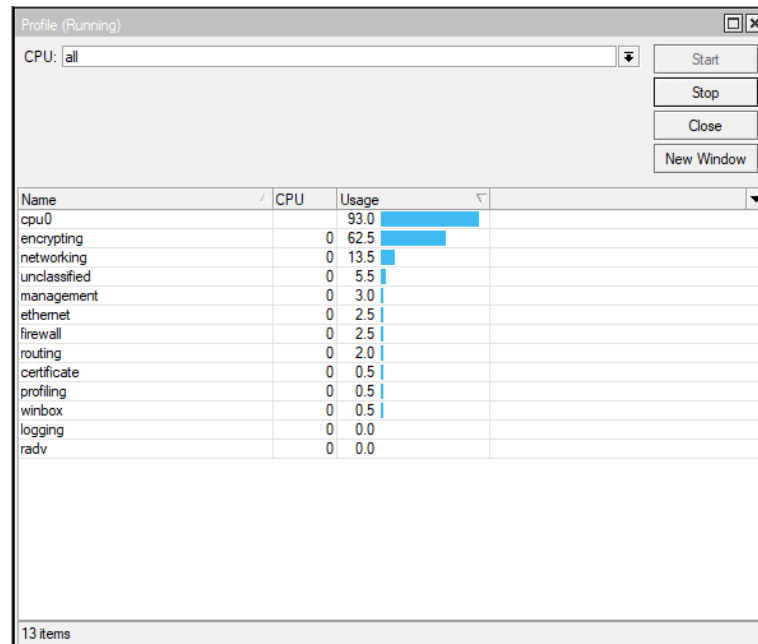 Profile (Running)
CPU: all
Start
Stop
Close
New Window
Name CPU Usage
cpu0 93.0
encrypting 0 62.5
networking 0 13.5
unclassified 0 5.5
management 0 3.0
ethernet 0 2.5
firewall 0 2.5
routing 0 2.0
certificate 0 0.5
profiling 0 0.5
winbox 0 0.5
logging 0 0.0
radv 0 0.0
13 items